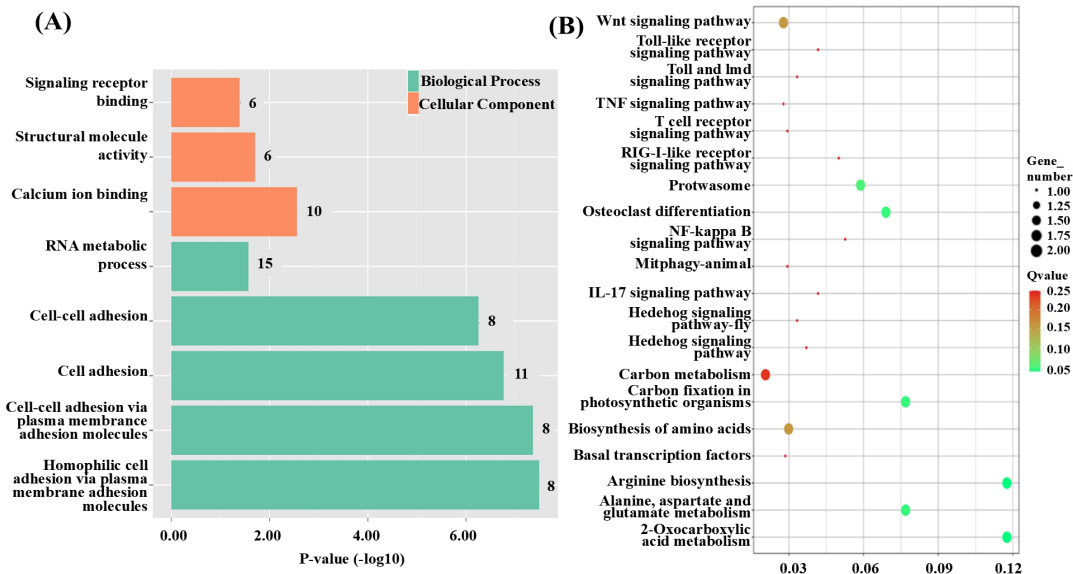 (A)
Signaling receptor
binding
Structural molecule
activity
Calcium ion binding
RNA metabolic
process
Cell-cell adhesion
Cell adhesion
Cell-cell adhesion via
plasma membrance
adhesion molecules
Homophilic cell
adhesion via plasma
membrane adhesion
molecules
6
6
10
15
8
11
8
8
Biological Process
Cellular Component
0.00 2.00 4.00 6.00
P-value (-log10)
(B)
Wnt signaling pathway
Toll-like receptor
signaling pathway
Toll and lmd
signaling pathway
TNF signaling pathway
T cell receptor
signaling pathway
RIG-I-like receptor
signaling pathway
Protwasome
Osteoclast differentiation
NF-kappa B
signaling pathway
Mitphagy-animal
IL-17 signaling pathway
Hedehog signaling
pathway-fly
Hedehog signaling
pathway
Carbon metabolism
Carbon fixation in
photosynthetic organisms
Biosynthesis of amino acids
Basal transcription factors
Arginine biosynthesis
Alanine, aspartate and
glutamate metabolism
2-Oxocarboxylic
acid metabolism
0.03 0.06 0.09 0.12
Gene_
number
1.00
1.25
1.50
1.75
2.00
Qvalue
0.25
0.20
0.15
0.10
0.05